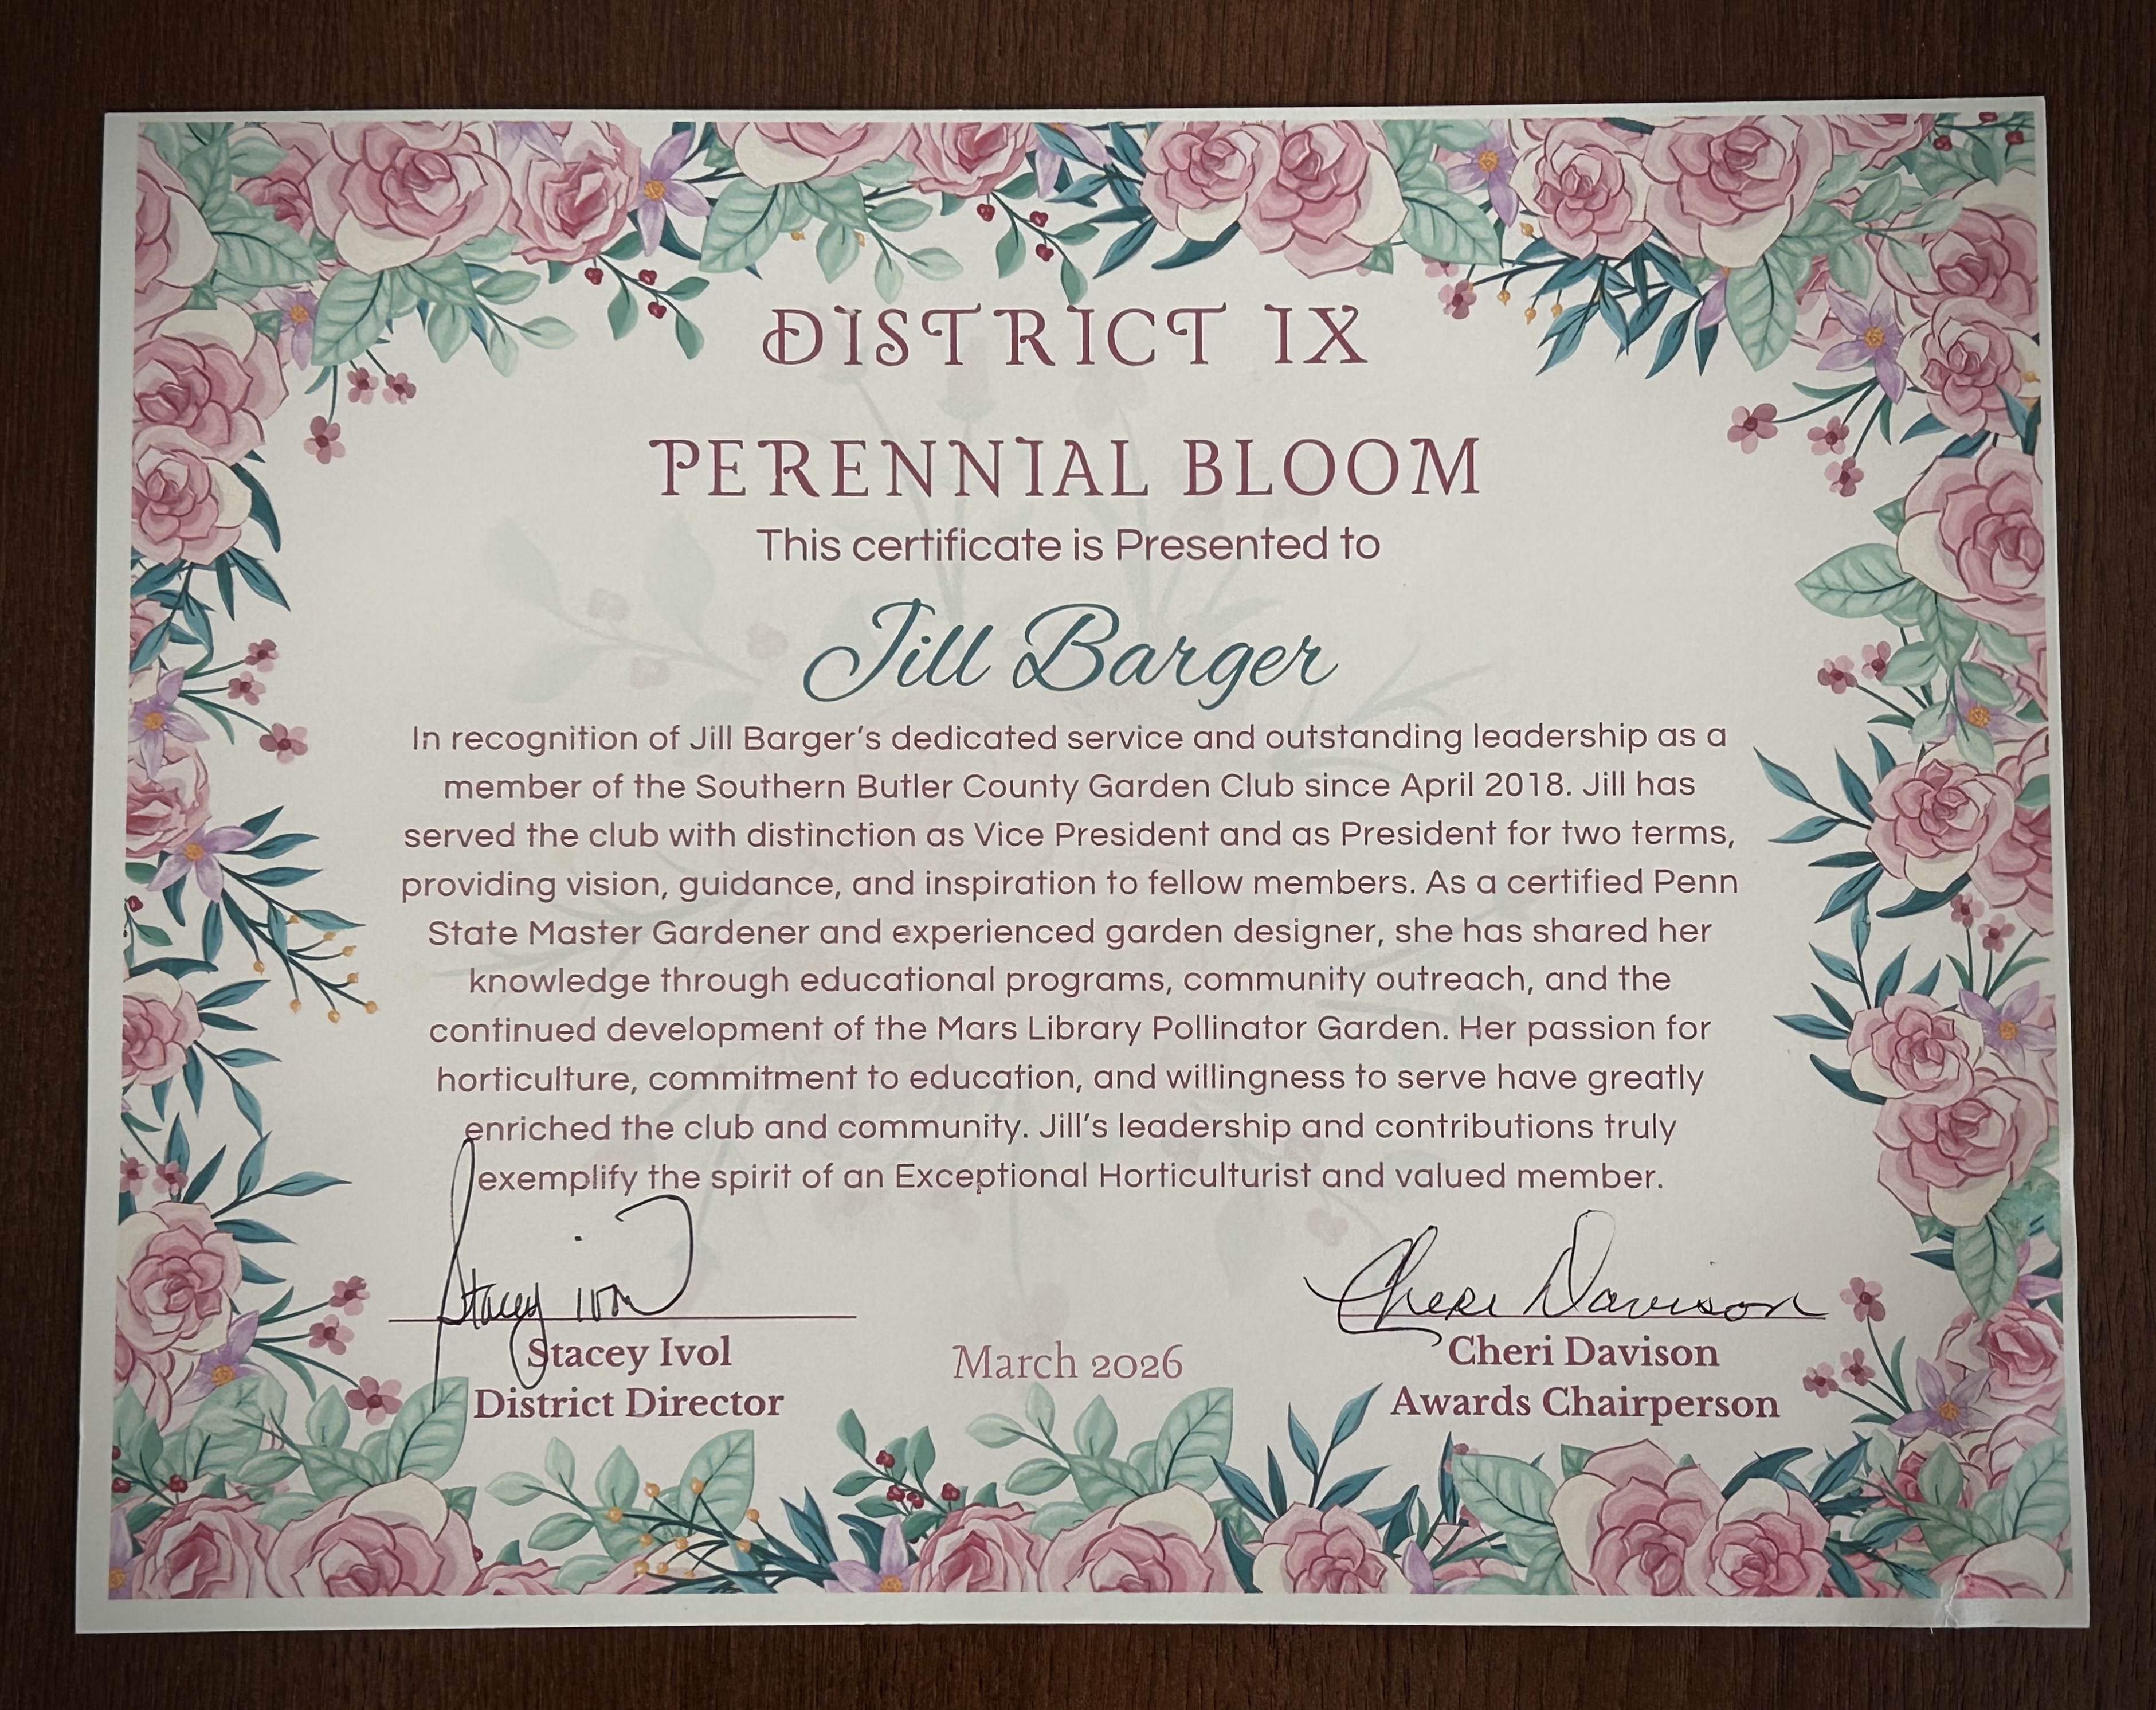 DISTRICT IX
PERENNIAL BLOOM
This certificate is Presented to
Jill Barger
In recognition of Jill Barger's dedicated service and outstanding leadership as a
member of the Southern Butler County Garden Club since April 2018. Jill has
served the club with distinction as Vice President and as President for two terms,
providing vision, guidance, and inspiration to fellow members. As a certified Penn
State Master Gardener and experienced garden designer, she has shared her
knowledge through educational programs, community outreach, and the
continued development of the Mars Library Pollinator Garden. Her passion for
horticulture, commitment to education, and willingness to serve have greatly
enriched the club and community. Jill's leadership and contributions truly
exemplify the spirit of an Exceptional Horticulturist and valued member.
Stacey Ivol
Cheri Davison
Stacey Ivol
District Director
March 2026
Cheri Davison
Awards Chairperson